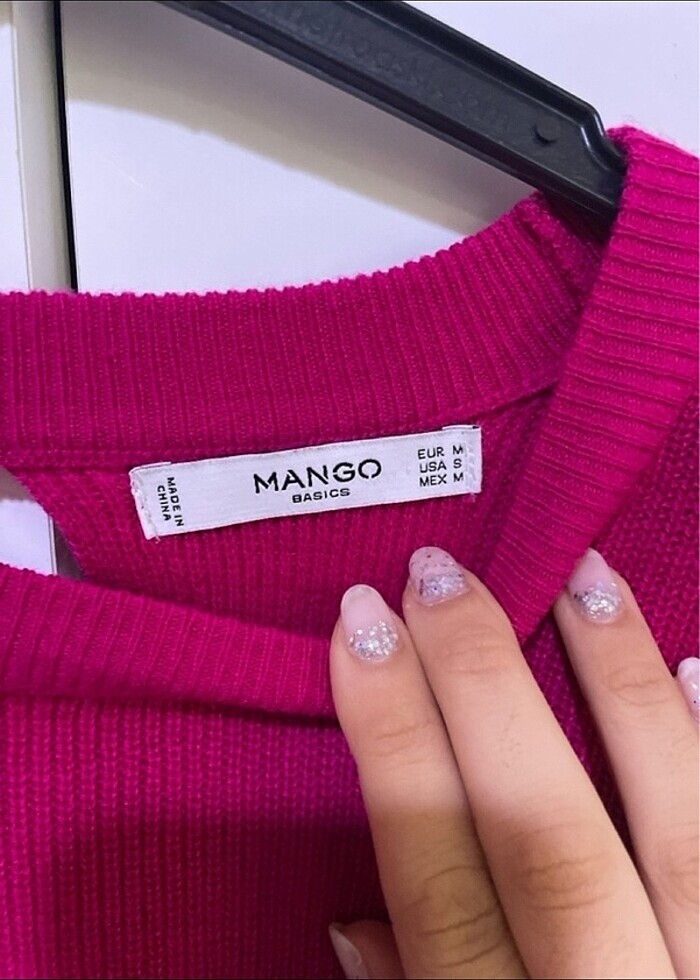 MADE IN
CHINA
MANGO
BASICS
EUR M
USA S
MEX M